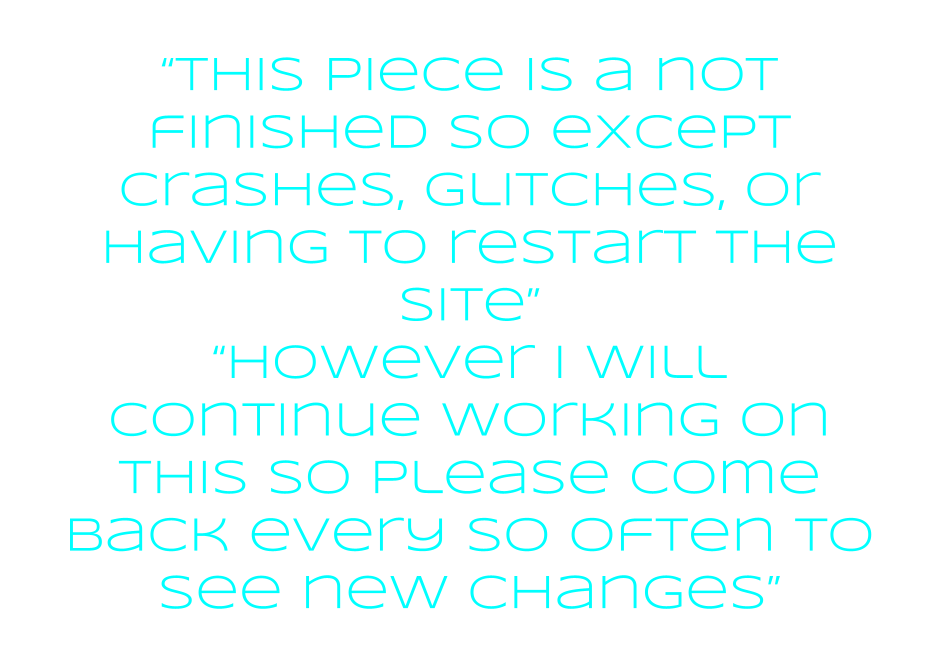 “THIS PIece IS a noT
FINISHED SO except
crashes, GLITCHes, or
HavInG TO reSTarT THe
SITe”
“However I WILL
conTInue workInG on
THIS SO PLease come
Back every so often to
see new changes”